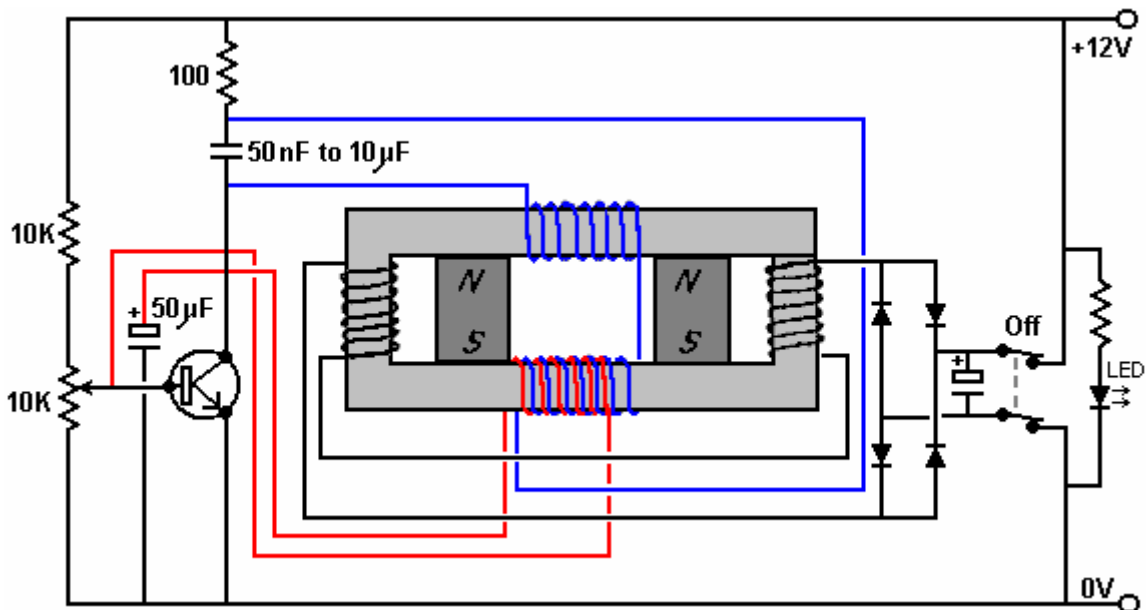 +12V
100
50nF to 10µF
10K
N
N
+
50µF
S
S
Off
+
10K
LED
0V